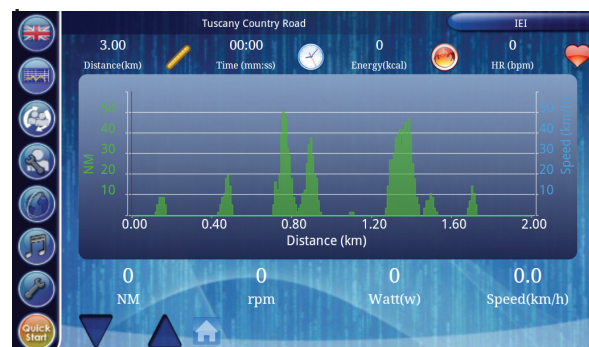 Tuscany Country Road
IEI
3.00
00:00
0
0
Distance(km)
Time (mm:ss)
Energy(kcal)
HR (bpm)
50
40
30
20
10
NM
50
40
30
20
10
Speed (km/h)
0.00
0.40
0.80
1.20
1.60
2.00
Distance (km)
0
0
0
0.0
NM
rpm
Watt(w)
Speed(km/h)
Quick
Start